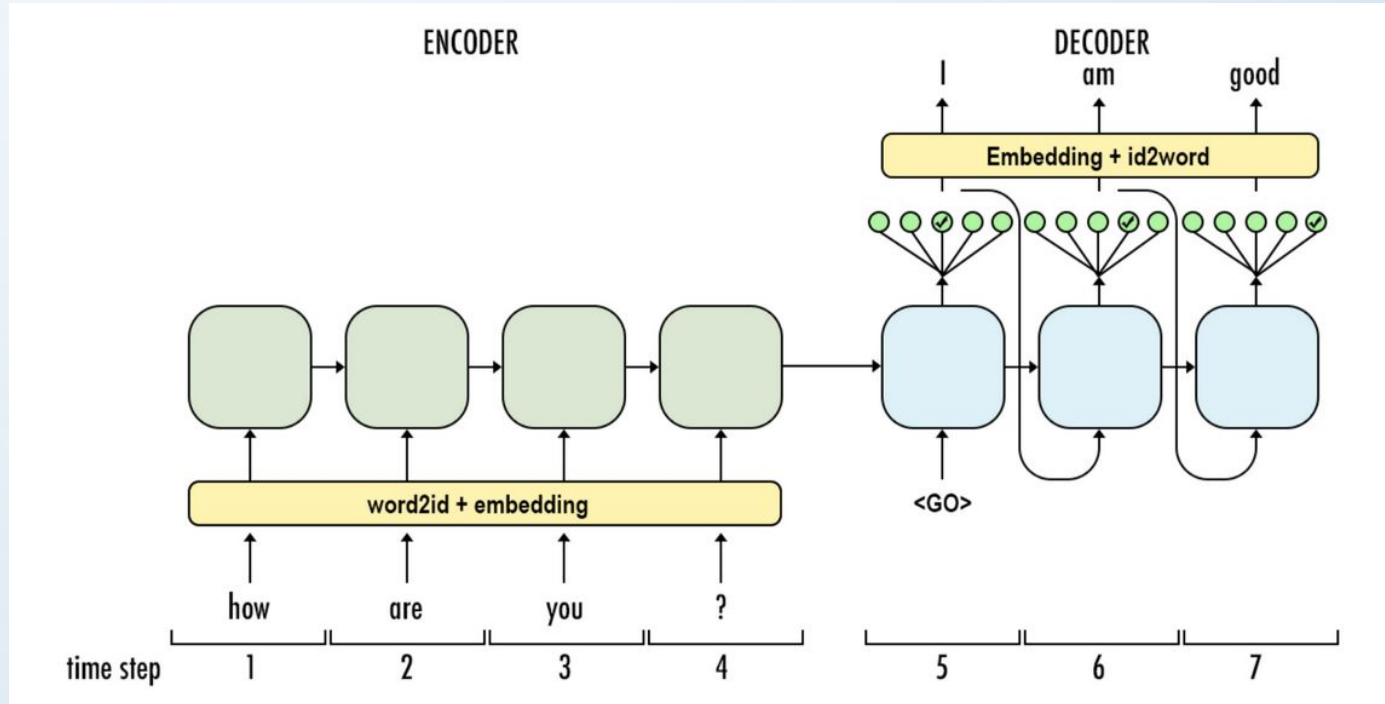 ENCODER
DECODER
I am good
Embedding + id2word
word2id + embedding
<GO>
how are you ?
time step 1 2 3 4 5 6 7